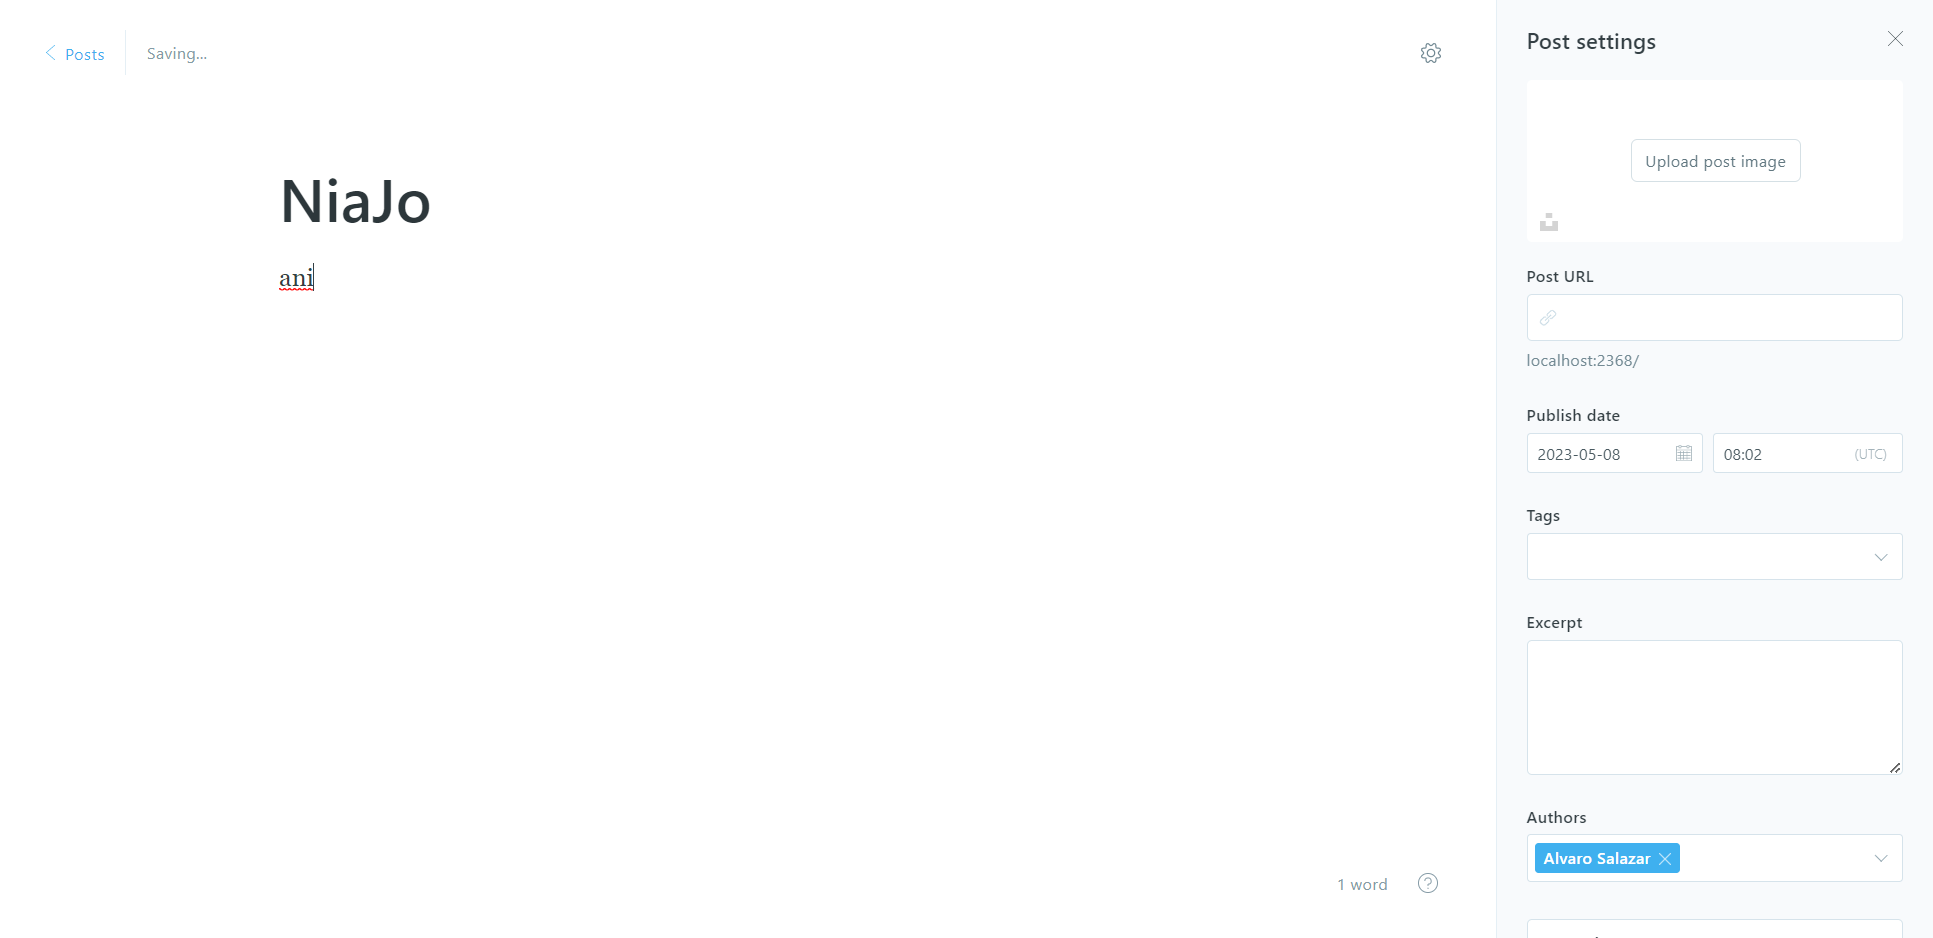 Posts
Saving...
NiaJo
ani
1 word
Post settings
Upload post image
Post URL
localhost:2368/
Publish date
2023-05-08
08:02
(UTC)
Tags
Excerpt
Authors
Alvaro Salazar